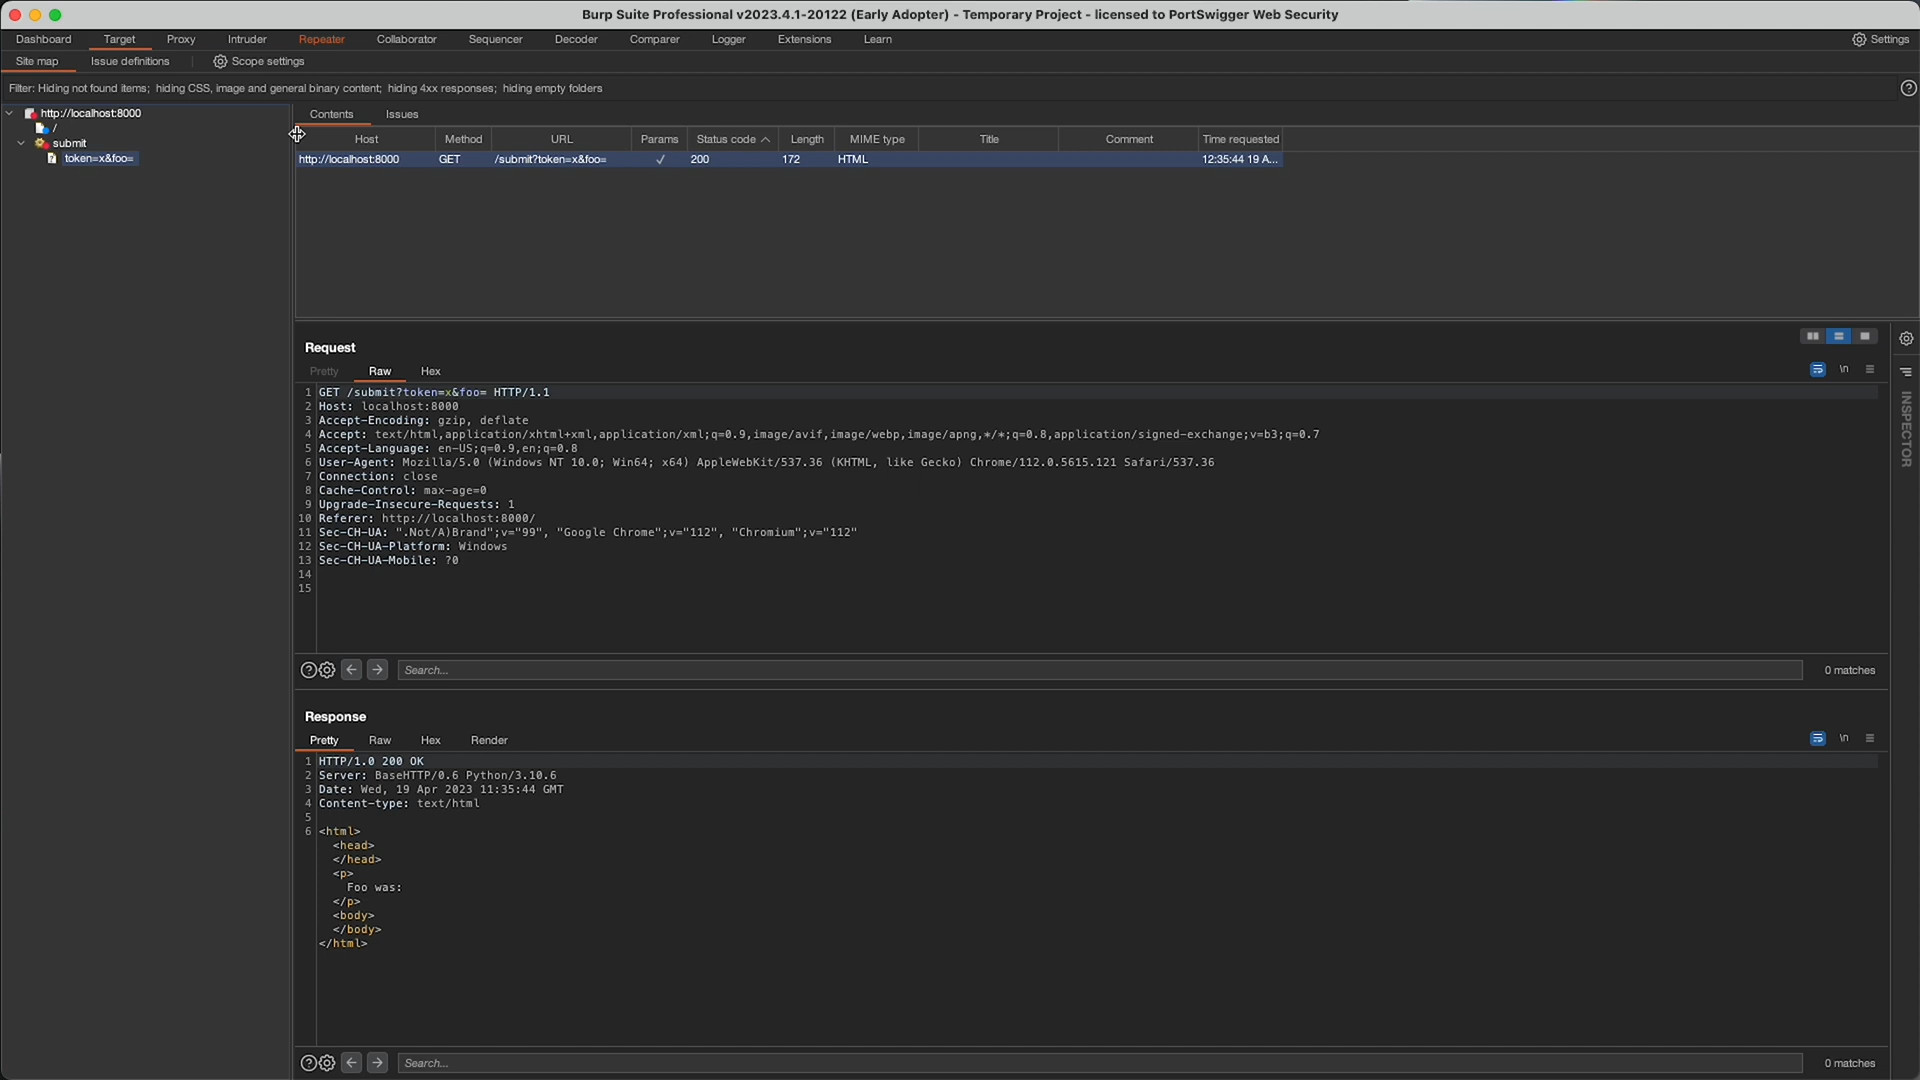 Burp Suite Professional v2023.4.1-20122 (Early Adopter) - Temporary Project - licensed to PortSwigger Web Security
Dashboard Target Proxy Intruder Repeater Collaborator Sequencer Decoder Comparer Logger Extensions Learn Settings
Site map Issue definitions Scope settings
Filter: Hiding not found items; hiding CSS, image and general binary content; hiding 4xx responses; hiding empty folders
http://localhost:8000
/
submit
token=x&foo=
Contents Issues
Host Method URL Params Status code Length MIME type Title Comment Time requested
http://localhost:8000 GET /submit?token=x&foo= ✓ 200 172 HTML 12:35:44 19 A...
Request
Pretty Raw Hex \n
1 GET /submit?token=x&foo= HTTP/1.1
2 Host: localhost:8000
3 Accept-Encoding: gzip, deflate
4 Accept: text/html,application/xhtml+xml,application/xml;q=0.9,image/avif,image/webp,image/apng,*/*;q=0.8,application/signed-exchange;v=b3;q=0.7
5 Accept-Language: en-US;q=0.9,en;q=0.8
6 User-Agent: Mozilla/5.0 (Windows NT 10.0; Win64; x64) AppleWebKit/537.36 (KHTML, like Gecko) Chrome/112.0.5615.121 Safari/537.36
7 Connection: close
8 Cache-Control: max-age=0
9 Upgrade-Insecure-Requests: 1
10 Referer: http://localhost:8000/
11 Sec-CH-UA: ".Not/A)Brand";v="99", "Google Chrome";v="112", "Chromium";v="112"
12 Sec-CH-UA-Platform: Windows
13 Sec-CH-UA-Mobile: ?0
14
15
Search... 0 matches
INSPECTOR
Response
Pretty Raw Hex Render \n
1 HTTP/1.0 200 OK
2 Server: BaseHTTP/0.6 Python/3.10.6
3 Date: Wed, 19 Apr 2023 11:35:44 GMT
4 Content-type: text/html
5
6 <html>
<head>
</head>
<p>
Foo was:
</p>
<body>
</body>
</html>
Search... 0 matches